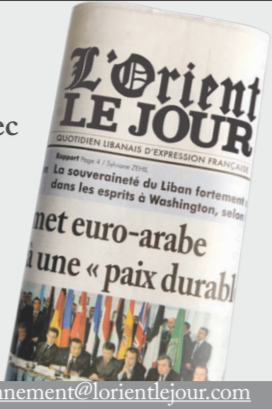 ec
L'Orient
LE JOUR
QUOTIDIEN LIBANAIS D'EXPRESSION FRANÇAISE
Rapport Page 4 / Sylviane ZEHIL
La souveraineté du Liban fortement
dans les esprits à Washington, selon
met euro-arabe
à une « paix durabl
nnement@lorientlejour.com